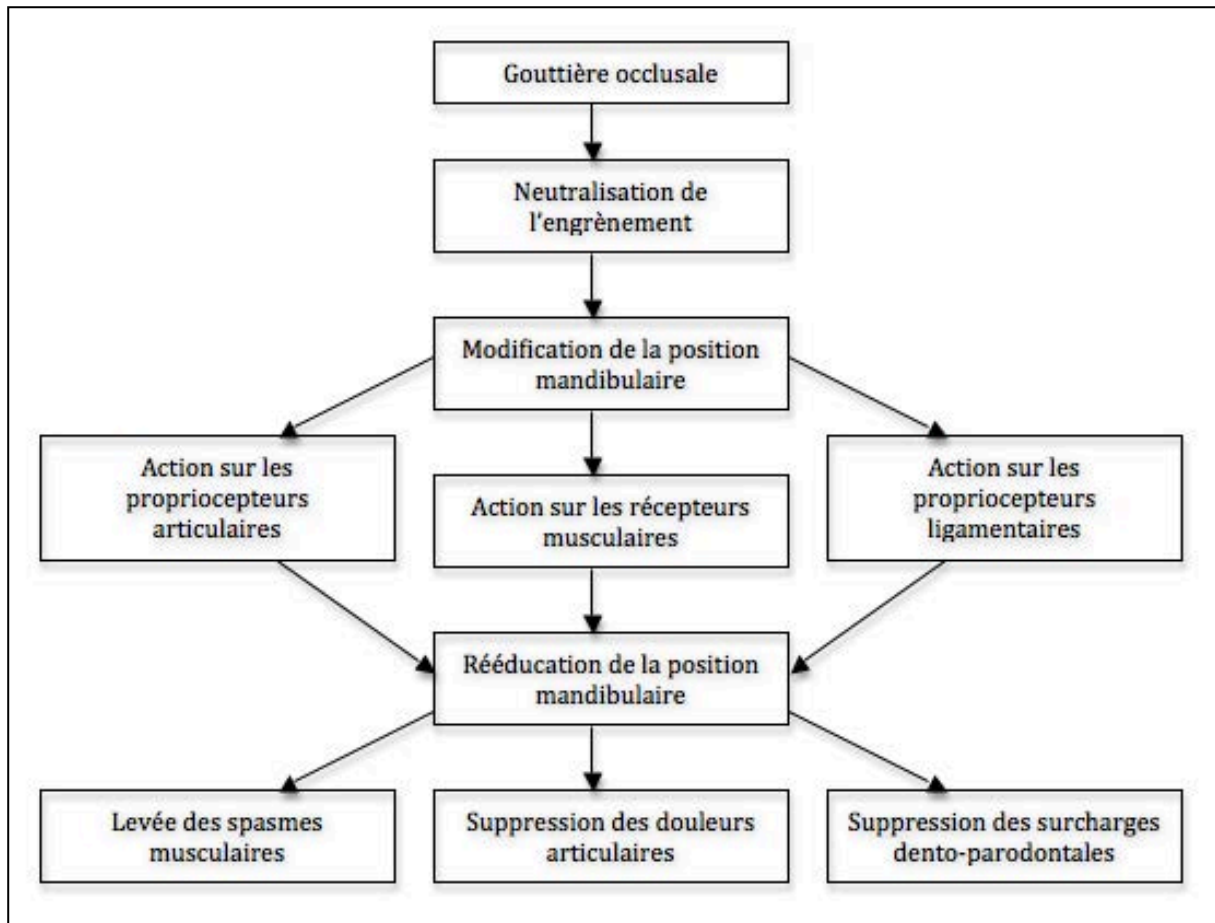 Gouttière occlusale
Neutralisation de
l'engrènement
Modification de la position
mandibulaire
Action sur les
propriocepteurs
articulaires
Action sur les récepteurs
musculaires
Action sur les
propriocepteurs
ligamentaires
Rééducation de la position
mandibulaire
Levée des spasmes
musculaires
Suppression des douleurs
articulaires
Suppression des surcharges
dento-parodontales